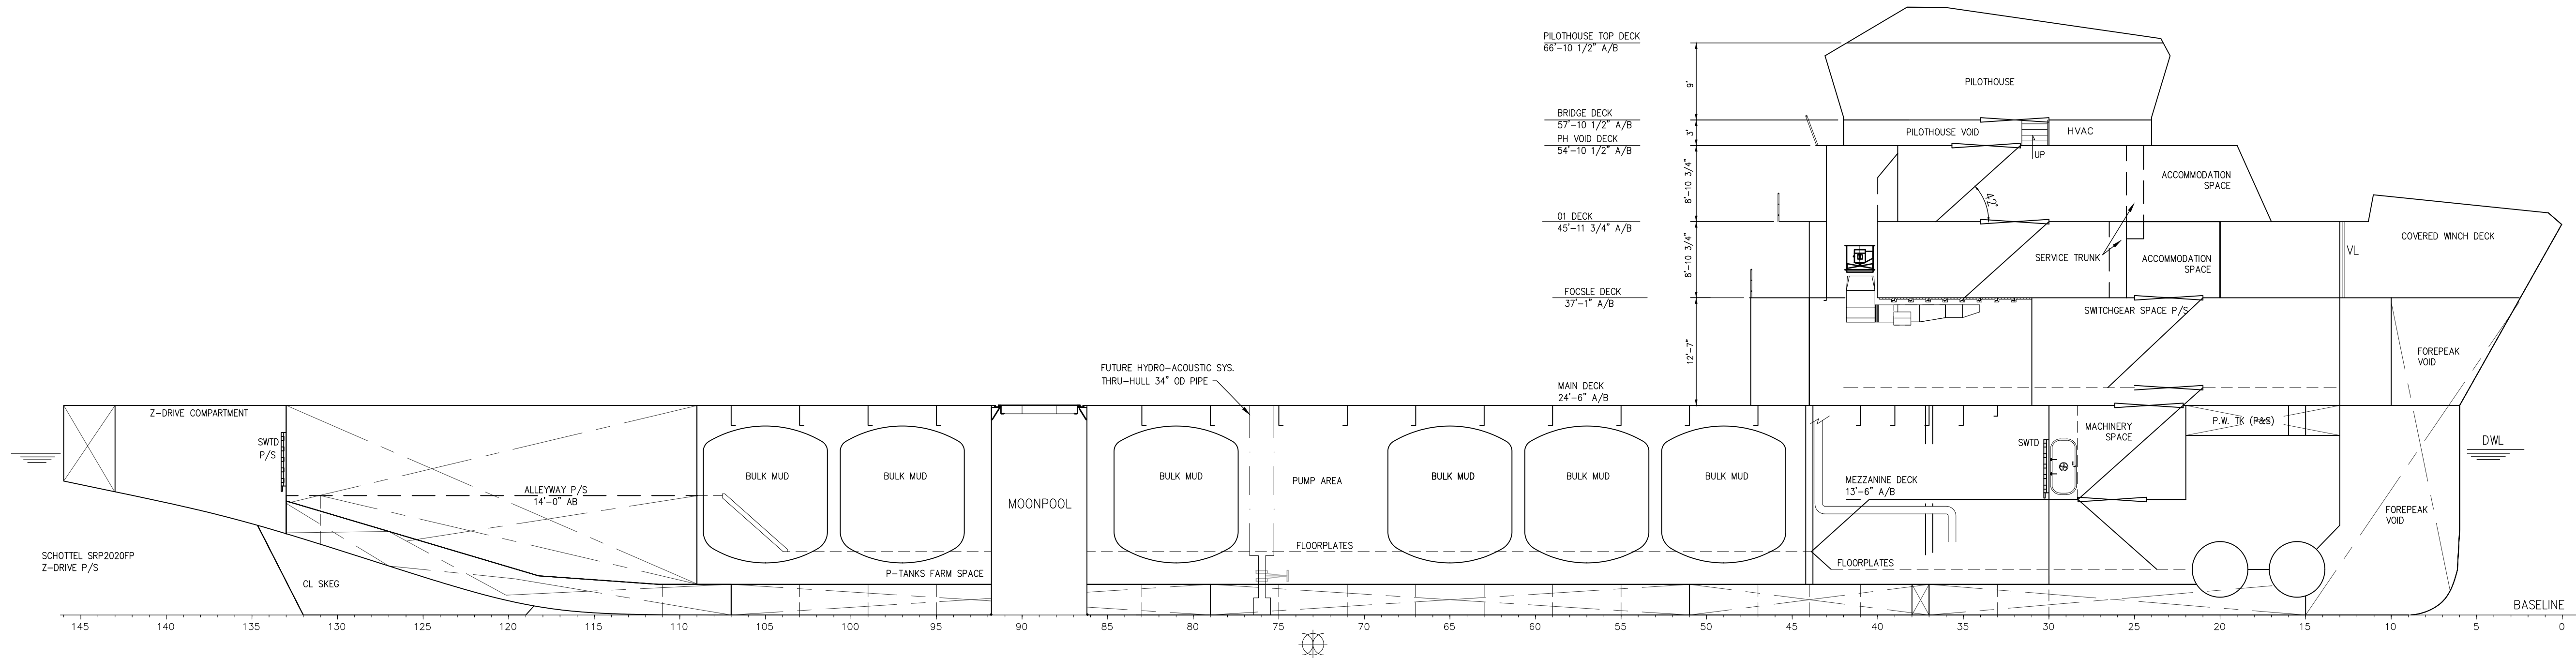 PILOTHOUSE TOP DECK
66'-10 1/2" A/B
9'
PILOTHOUSE
BRIDGE DECK
57'-10 1/2" A/B
3'
PILOTHOUSE VOID
HVAC
PH VOID DECK
54'-10 1/2" A/B
UP
8'-10 3/4"
42°
ACCOMMODATION
SPACE
01 DECK
45'-11 3/4" A/B
8'-10 3/4"
SERVICE TRUNK
ACCOMMODATION
SPACE
VL
COVERED WINCH DECK
FOCSLE DECK
37'-1" A/B
SWITCHGEAR SPACE P/S
12'-7"
FOREPEAK
VOID
FUTURE HYDRO-ACOUSTIC SYS.
THRU-HULL 34" OD PIPE
MAIN DECK
24'-6" A/B
Z-DRIVE COMPARTMENT
SWTD
P/S
ALLEYWAY P/S
14'-0" AB
BULK MUD
BULK MUD
MOONPOOL
BULK MUD
PUMP AREA
BULK MUD
BULK MUD
BULK MUD
MEZZANINE DECK
13'-6" A/B
SWTD
MACHINERY
SPACE
P.W. TK (P&S)
DWL
FOREPEAK
VOID
FLOORPLATES
FLOORPLATES
P-TANKS FARM SPACE
SCHOTTEL SRP2020FP
Z-DRIVE P/S
CL SKEG
BASELINE
145 140 135 130 125 120 115 110 105 100 95 90 85 80 75 70 65 60 55 50 45 40 35 30 25 20 15 10 5 0